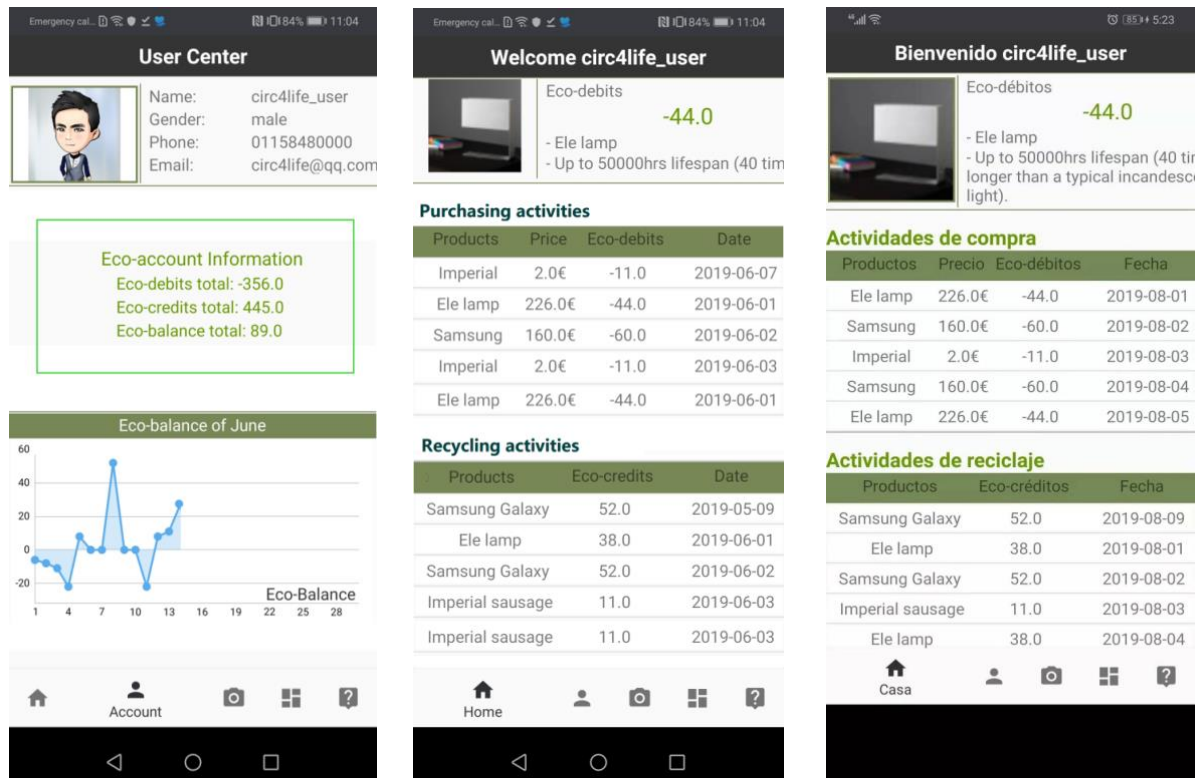 Emergency cal... 84% 11:04
User Center
Name: circ4life_user
Gender: male
Phone: 01158480000
Email: circ4life@qq.com
Eco-account Information
Eco-debits total: -356.0
Eco-credits total: 445.0
Eco-balance total: 89.0
Eco-balance of June
60
40
20
0
-20
Eco-Balance
1 4 7 10 13 16 19 22 25 28
Account
Emergency cal... 84% 11:04
Welcome circ4life_user
Eco-debits
-44.0
- Ele lamp
- Up to 50000hrs lifespan (40 tim
Purchasing activities
Products Price Eco-debits Date
Imperial 2.0€ -11.0 2019-06-07
Ele lamp 226.0€ -44.0 2019-06-01
Samsung 160.0€ -60.0 2019-06-02
Imperial 2.0€ -11.0 2019-06-03
Ele lamp 226.0€ -44.0 2019-06-01
Recycling activities
Products Eco-credits Date
Samsung Galaxy 52.0 2019-05-09
Ele lamp 38.0 2019-06-01
Samsung Galaxy 52.0 2019-06-02
Imperial sausage 11.0 2019-06-03
Imperial sausage 11.0 2019-06-03
Home
85 5:23
Bienvenido circ4life_user
Eco-débitos
-44.0
- Ele lamp
- Up to 50000hrs lifespan (40 tim
longer than a typical incandesc
light).
Actividades de compra
Productos Precio Eco-débitos Fecha
Ele lamp 226.0€ -44.0 2019-08-01
Samsung 160.0€ -60.0 2019-08-02
Imperial 2.0€ -11.0 2019-08-03
Samsung 160.0€ -60.0 2019-08-04
Ele lamp 226.0€ -44.0 2019-08-05
Actividades de reciclaje
Productos Eco-créditos Fecha
Samsung Galaxy 52.0 2019-08-09
Ele lamp 38.0 2019-08-01
Samsung Galaxy 52.0 2019-08-02
Imperial sausage 11.0 2019-08-03
Ele lamp 38.0 2019-08-04
Casa